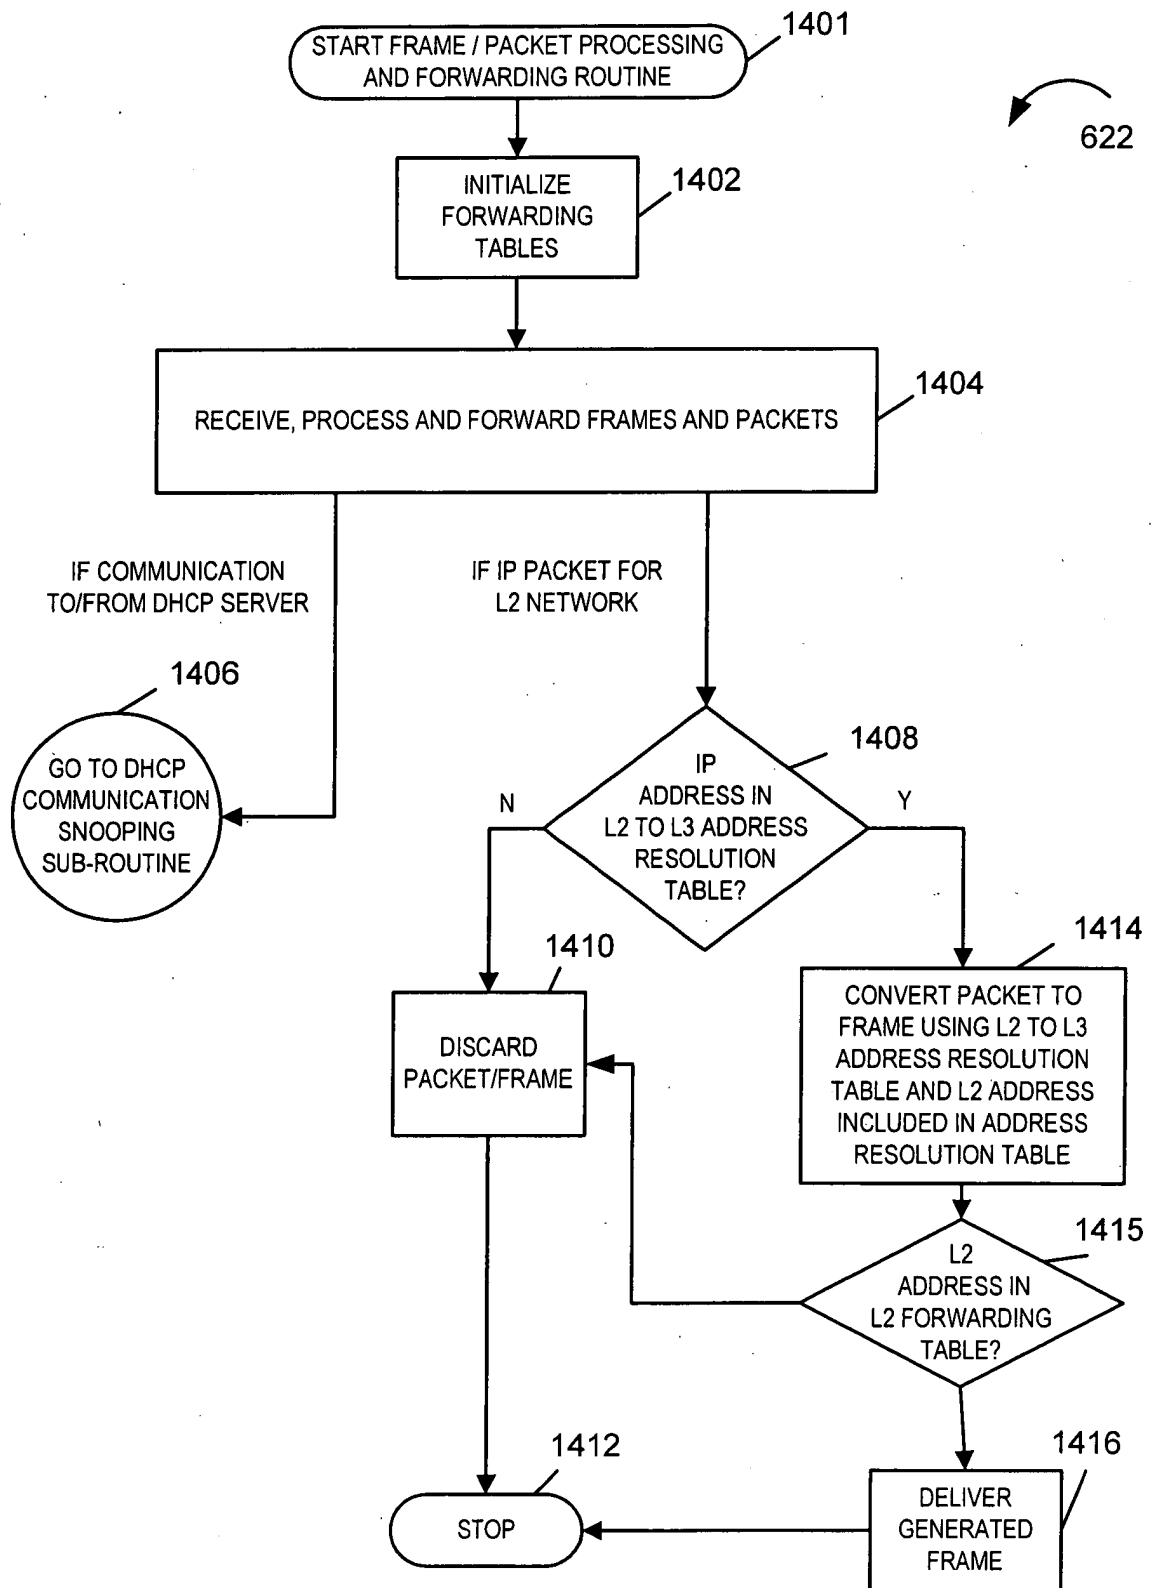 1401
START FRAME / PACKET PROCESSING
AND FORWARDING ROUTINE
622
1402
INITIALIZE
FORWARDING
TABLES
1404
RECEIVE, PROCESS AND FORWARD FRAMES AND PACKETS
IF COMMUNICATION
TO/FROM DHCP SERVER
IF IP PACKET FOR
L2 NETWORK
1406
GO TO DHCP
COMMUNICATION
SNOOPING
SUB-ROUTINE
1408
IP
ADDRESS IN
L2 TO L3 ADDRESS
RESOLUTION
TABLE?
N
Y
1410
DISCARD
PACKET/FRAME
1414
CONVERT PACKET TO
FRAME USING L2 TO L3
ADDRESS RESOLUTION
TABLE AND L2 ADDRESS
INCLUDED IN ADDRESS
RESOLUTION TABLE
1415
L2
ADDRESS IN
L2 FORWARDING
TABLE?
1412
STOP
1416
DELIVER
GENERATED
FRAME